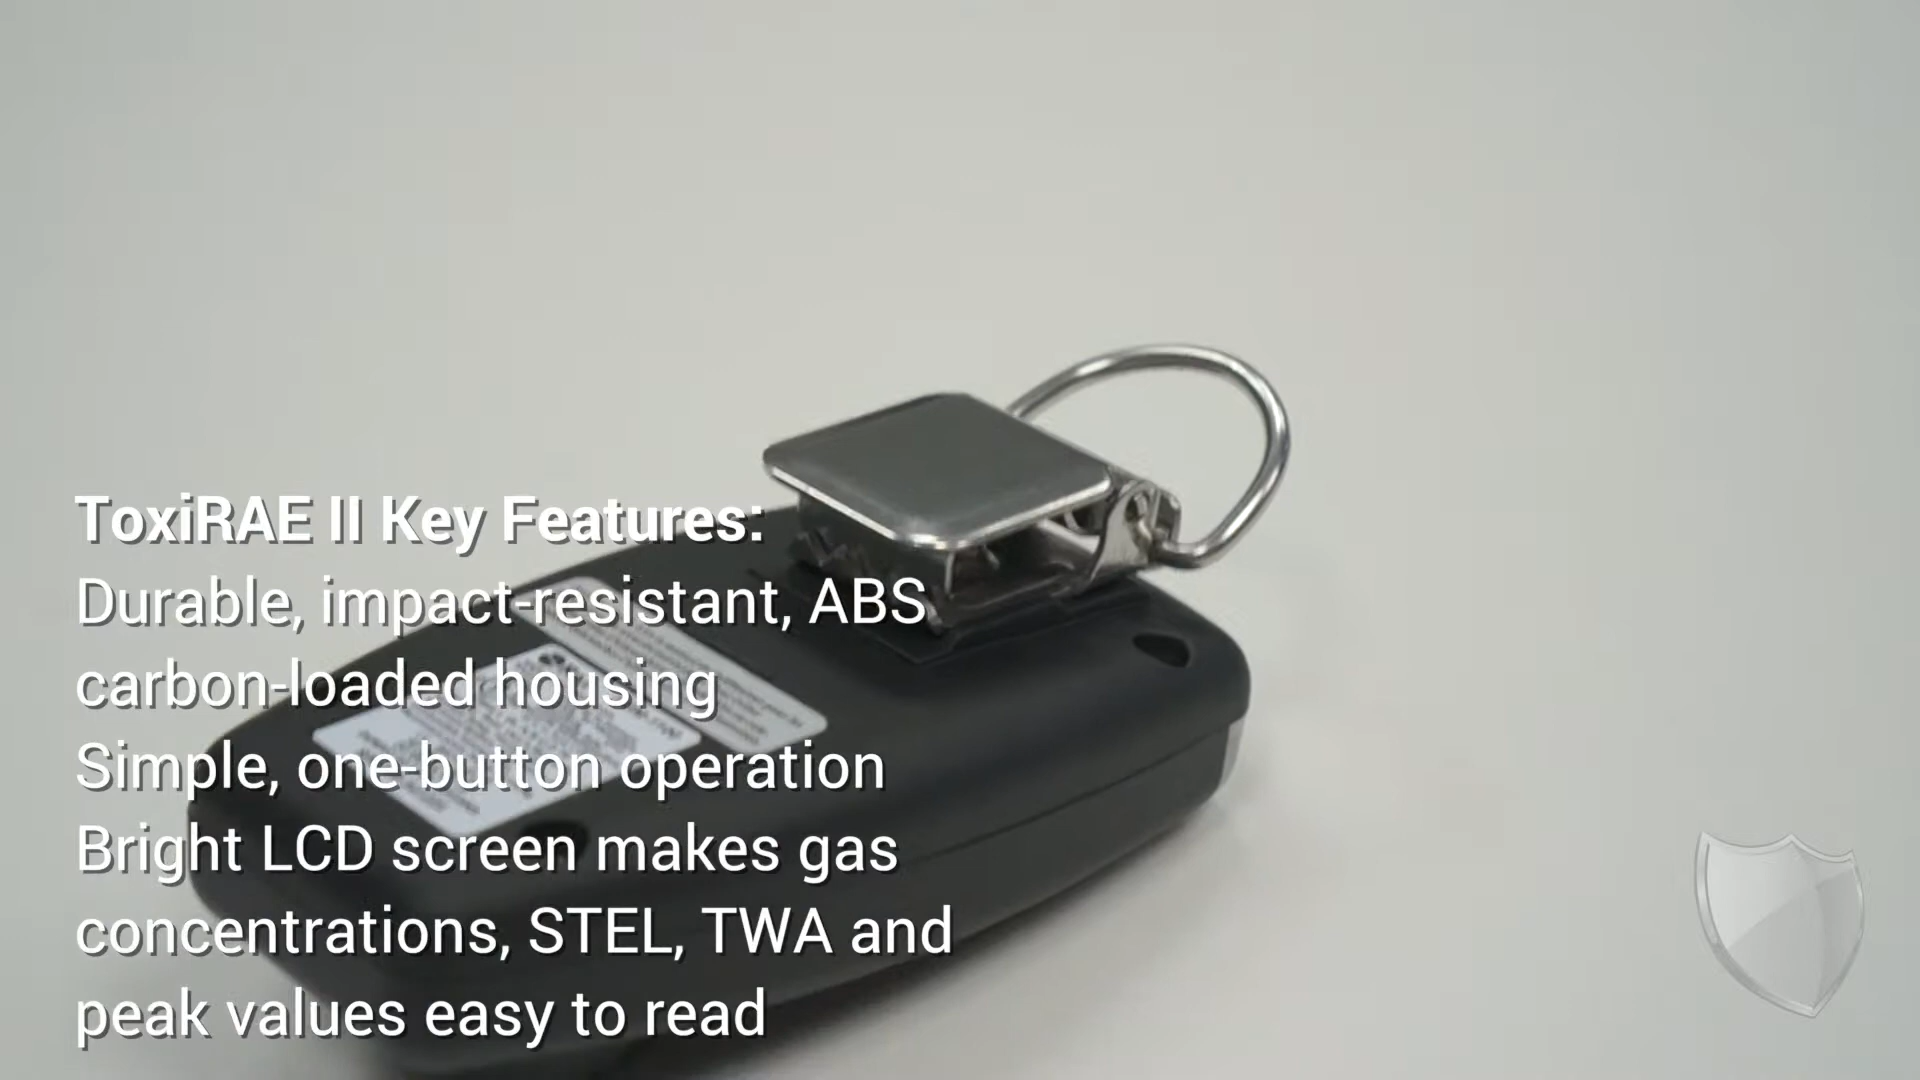 ToxiRAE II Key Features:
Durable, impact-resistant, ABS
carbon-loaded housing
Simple, one-button operation
Bright LCD screen makes gas
concentrations, STEL, TWA and
peak values easy to read